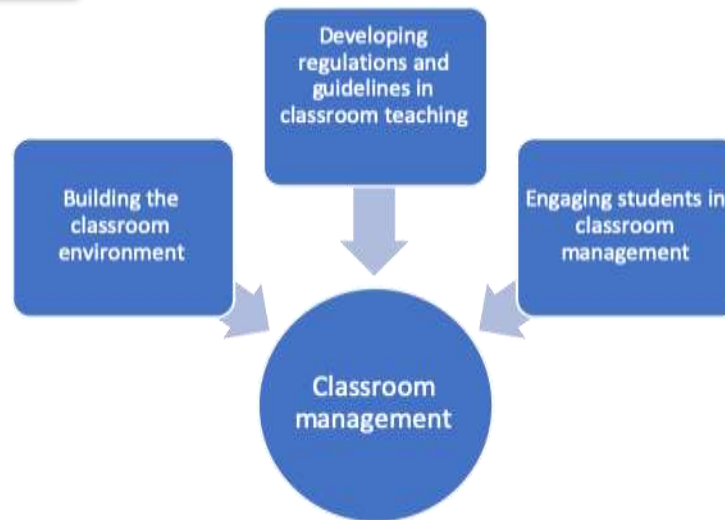 Developing
regulations and
guidelines in
classroom teaching
Building the
classroom
environment
Engaging students in
classroom
management
Classroom
management